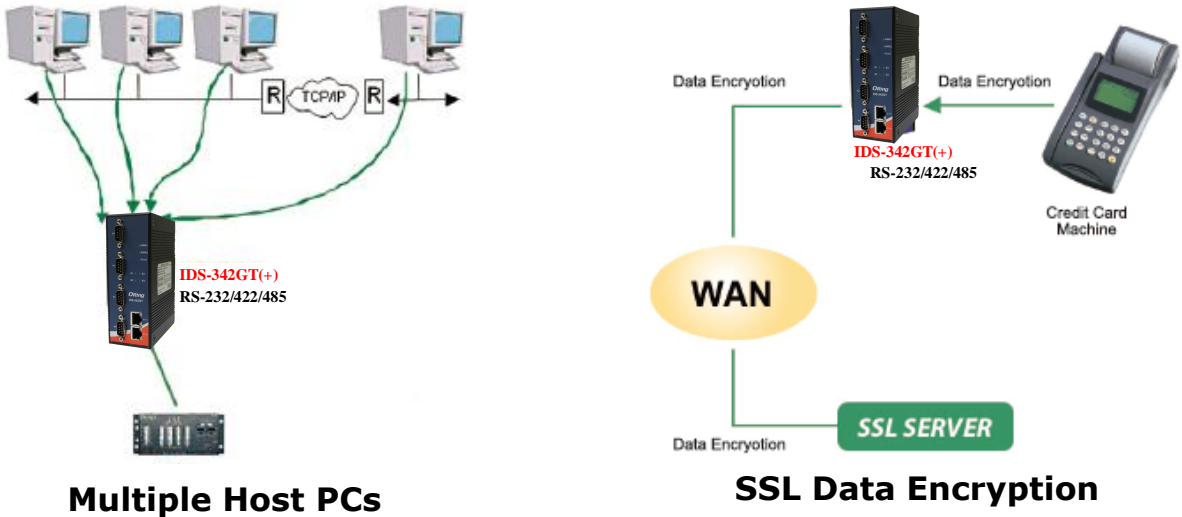 R
TCP/IP
R
IDS-342GT(+)
RS-232/422/485
Multiple Host PCs
Data Encryotion
Data Encryotion
IDS-342GT(+)
RS-232/422/485
Credit Card
Machine
WAN
SSL SERVER
Data Encryotion
SSL Data Encryption